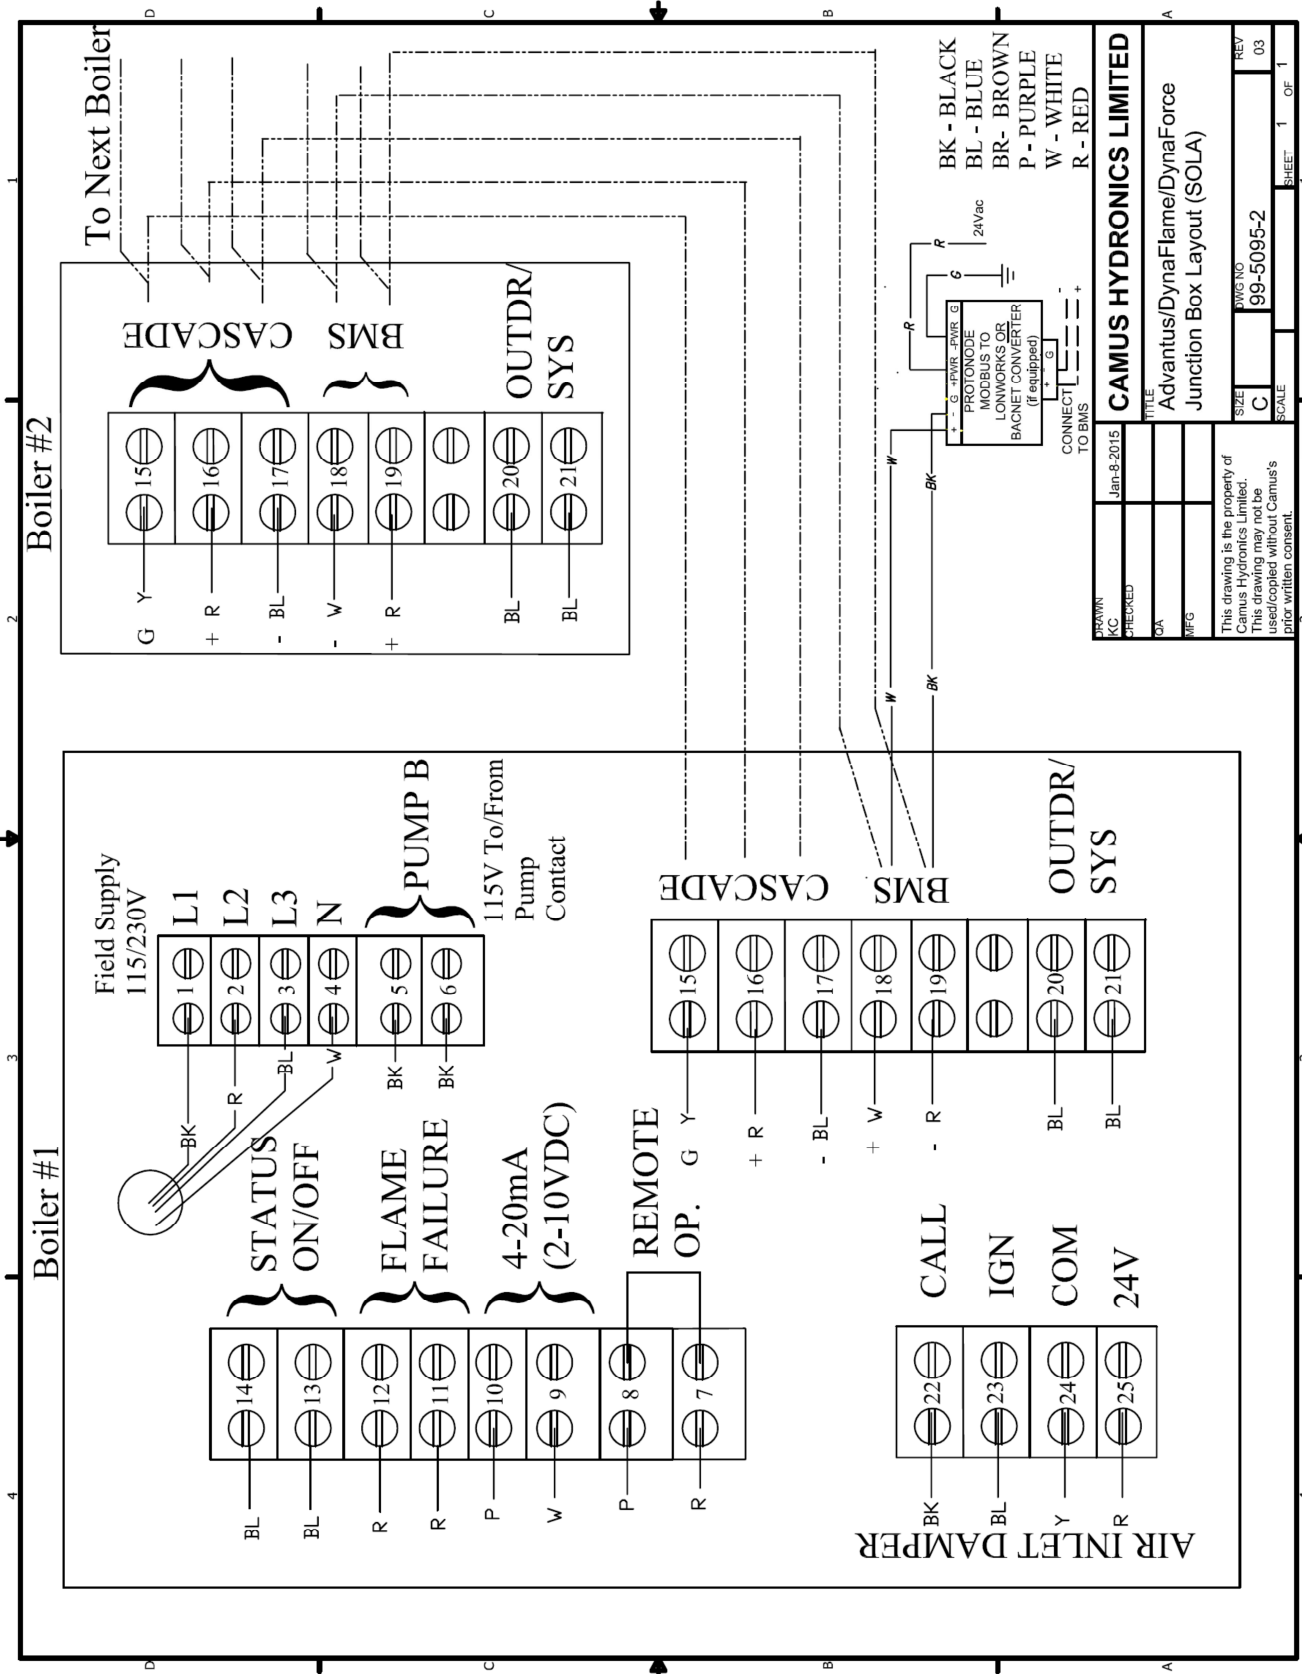 D
C
B
A
1
2
3
4
To Next Boiler
Boiler #2
CASCADE
BMS
OUTDR/
SYS
15
16
17
18
19
20
21
G Y
+ R
- BL
- W
+ R
BL
BL
BK - BLACK
BL - BLUE
BR- BROWN
P - PURPLE
W - WHITE
R - RED
24Vac
R
G
R
+ - G +PWR -PWR G
PROTONODE
MODBUS TO
LONWORKS OR
BACNET CONVERTER
(if equipped)
+ - G
CONNECT
TO BMS
- +
W
BK
W
BK
Boiler #1
Field Supply
115/230V
L1
L2
L3
N
1
2
3
4
5
6
PUMP B
115V To/From
Pump
Contact
BK
R
BL
W
BK
BK
STATUS
ON/OFF
FLAME
FAILURE
4-20mA
(2-10VDC)
REMOTE
OP.
14
13
12
11
10
9
8
7
BL
BL
R
R
P
W
P
R
CASCADE
BMS
OUTDR/
SYS
15
16
17
18
19
20
21
G Y
+ R
- BL
+ W
- R
BL
BL
CALL
IGN
COM
24V
22
23
24
25
BK
BL
Y
R
AIR INLET DAMPER
DRAWN
KC
Jan-8-2015
CHECKED
QA
MFG
This drawing is the property of
Camus Hydronics Limited.
This drawing may not be
used/copied without Camus's
prior written consent.
CAMUS HYDRONICS LIMITED
TITLE
Advantus/DynaFlame/DynaForce
Junction Box Layout (SOLA)
SIZE
C
DWG NO
99-5095-2
REV
03
SCALE
SHEET 1 OF 1
D
C
B
A